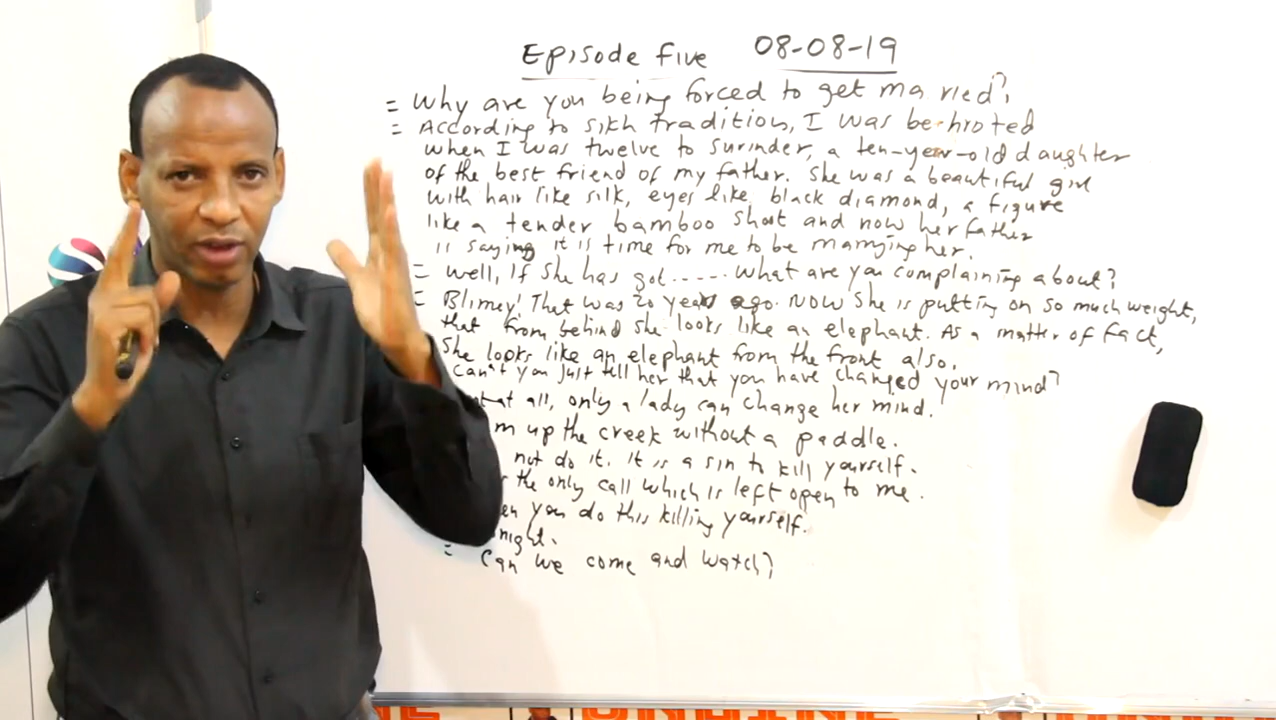 Episode five 08-08-19
= Why are you being forced to get married?
= According to sikh tradition, I was be-hroted
when I was twelve to Surinder, a ten-year-old daughter
of the best friend of my father. She was a beautiful girl
with hair like silk, eyes like black diamond, a figure
like a tender bamboo shoot and now her father
is saying it is time for me to be marrying her.
= Well, If she has got...... what are you complaining about?
= Blimey! That was 20 years ago. Now she is putting on so much weight,
that from behind she looks like an elephant. As a matter of fact,
She looks like an elephant from the front also.
Can't you just tell her that you have changed your mind?
at all, only a lady can change her mind.
up the creek without a paddle.
not do it. It is a sin to kill yourself.
the only call which is left open to me.
you do this killing yourself.
night.
= Can we come and watch?